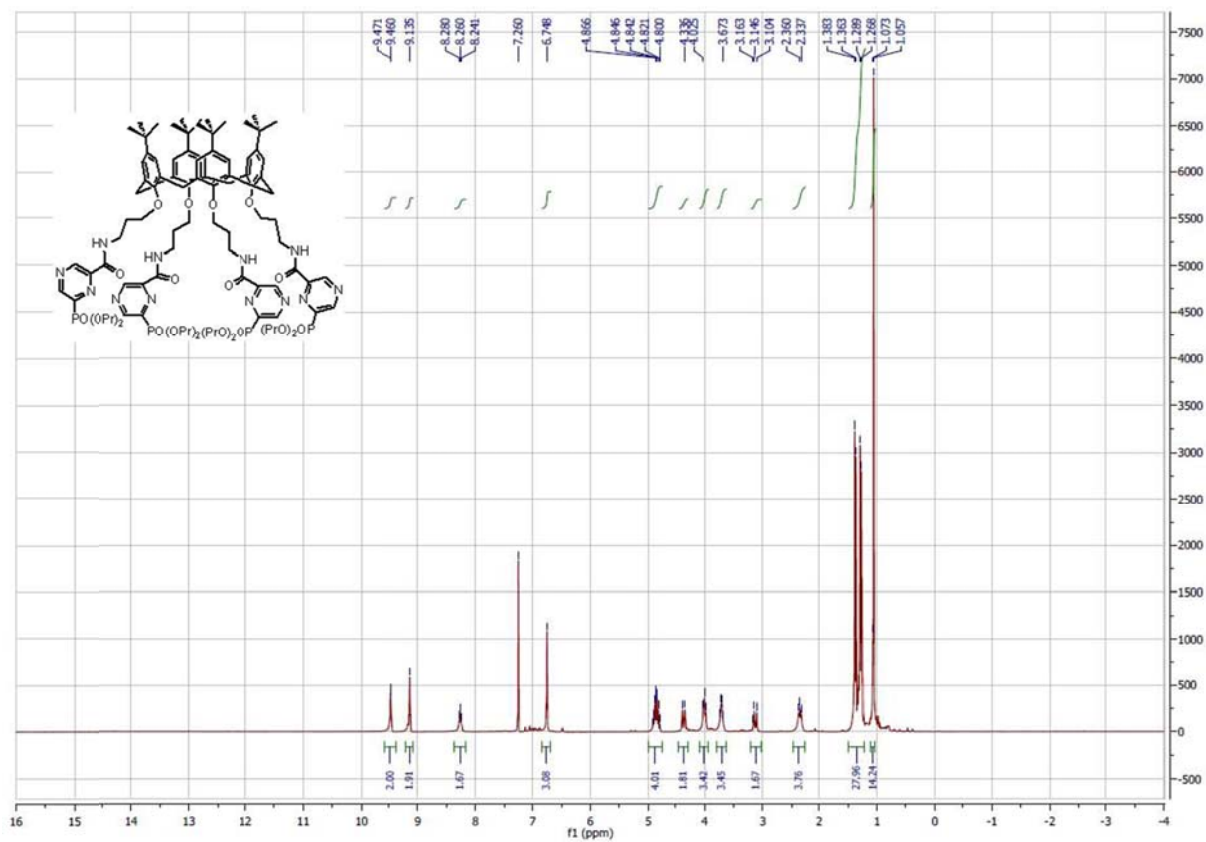 9.471
9.460
9.135
8.280
8.260
8.241
7.260
6.748
4.866
4.846
4.842
4.821
4.800
4.336
4.025
3.673
3.163
3.146
3.104
2.360
2.337
1.383
1.363
1.289
1.268
1.073
1.057
7500
7000
6500
6000
5500
5000
4500
4000
3500
3000
2500
2000
1500
1000
500
0
-500
O
O
O
O
HN
HN
NH
NH
O
O
O
O
N
N
N
N
N
N
N
N
PO(OPr)2
PO(OPr)2
(PrO)2OP
(PrO)2OP
2.00
1.91
1.67
3.08
4.01
1.81
3.42
3.45
1.67
3.76
27.96
14.24
16 15 14 13 12 11 10 9 8 7 6 5 4 3 2 1 0 -1 -2 -3 -4
f1 (ppm)